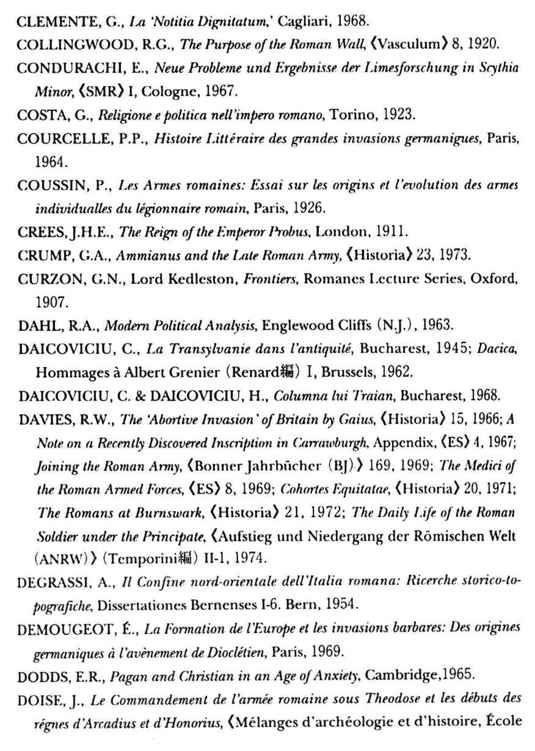 CLEMENTE, G., La ‘Notitia Dignitatum,’ Cagliari, 1968.
COLLINGWOOD, R.G., The Purpose of the Roman Wall, 《Vasculum》 8, 1920.
CONDURACHI, E., Neue Probleme und Ergebnisse der Limesforschung in Scythia
Minor, 《SMR》 I, Cologne, 1967.
COSTA, G., Religione e politica nell’impero romano, Torino, 1923.
COURCELLE, P.P., Histoire Littéraire des grandes invasions germanigues, Paris,
1964.
COUSSIN, P., Les Armes romaines: Essai sur les origins et l’evolution des armes
individualles du légionnaire romain, Paris, 1926.
CREES, J.H.E., The Reign of the Emperor Probus, London, 1911.
CRUMP, G.A., Ammianus and the Late Roman Army, 《Historia》 23, 1973.
CURZON, G.N., Lord Kedleston, Frontiers, Romanes Lecture Series, Oxford,
1907.
DAHL, R.A., Modern Political Analysis, Englewood Cliffs (N.J.), 1963.
DAICOVICIU, C., La Transylvanie dans l’antiquité, Bucharest, 1945; Dacica,
Hommages à Albert Grenier (Renard編) I, Brussels, 1962.
DAICOVICIU, C. & DAICOVICIU, H., Columna lui Traian, Bucharest, 1968.
DAVIES, R.W., The ‘Abortive Invasion’ of Britain by Gaius, 《Historia》 15, 1966; A
Note on a Recently Discovered Inscription in Carrawburgh, Appendix, 《ES》 4, 1967;
Joining the Roman Army, 《Bonner Jahrbücher (BJ)》 169, 1969; The Medici of
the Roman Armed Forces, 《ES》 8, 1969; Cohortes Equitatae, 《Historia》 20, 1971;
The Romans at Burnswark, 《Historia》 21, 1972; The Daily Life of the Roman
Soldier under the Principate, 《Aufstieg und Niedergang der Römischen Welt
(ANRW)》 (Temporini編) II-1, 1974.
DEGRASSI, A., Il Confine nord-orientale dell’Italia romana: Ricerche storico-to-
pografiche, Dissertationes Bernenses I-6. Bern, 1954.
DEMOUGEOT, É., La Formation de l’Europe et les invasions barbares: Des origines
germaniques à l’avènement de Dioclétien, Paris, 1969.
DODDS, E.R., Pagan and Christian in an Age of Anxiety, Cambridge,1965.
DOISE, J., Le Commandement de l’armée romaine sous Theodose et les débuts des
régnes d’Arcadius et d’Honorius, 《Mélanges d’archéologie et d’histoire, École